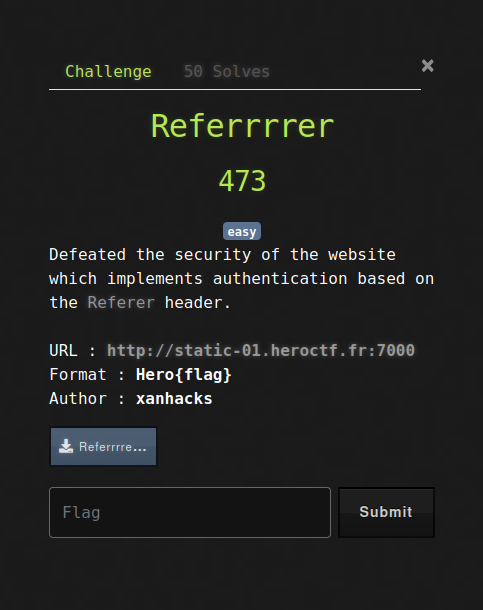 Challenge 50 Solves ×
Referrrrer
473
easy
Defeated the security of the website
which implements authentication based on
the Referer header.
URL : http://static-01.heroctf.fr:7000
Format : Hero{flag}
Author : xanhacks
Referrrre...
Flag Submit